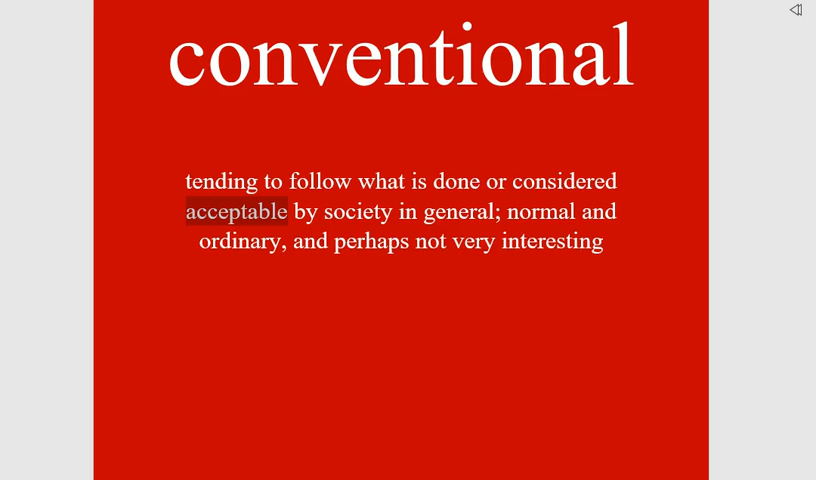 conventional
tending to follow what is done or considered
acceptable by society in general; normal and
ordinary, and perhaps not very interesting